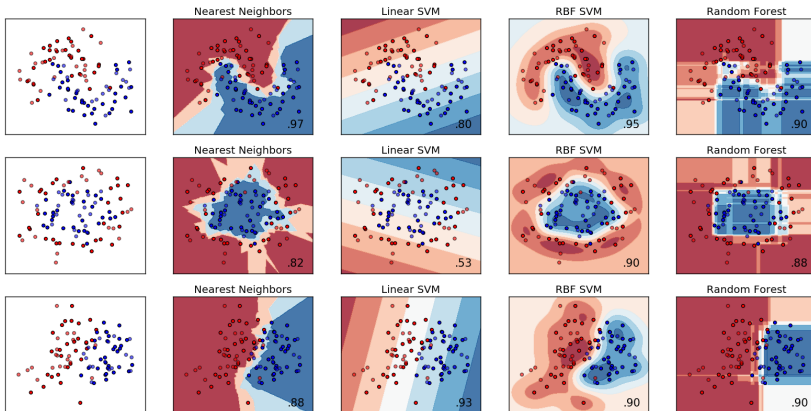 Nearest Neighbors Linear SVM RBF SVM Random Forest
.97 .80 .95 .90
Nearest Neighbors Linear SVM RBF SVM Random Forest
.82 .53 .90 .88
Nearest Neighbors Linear SVM RBF SVM Random Forest
.88 .93 .90 .90